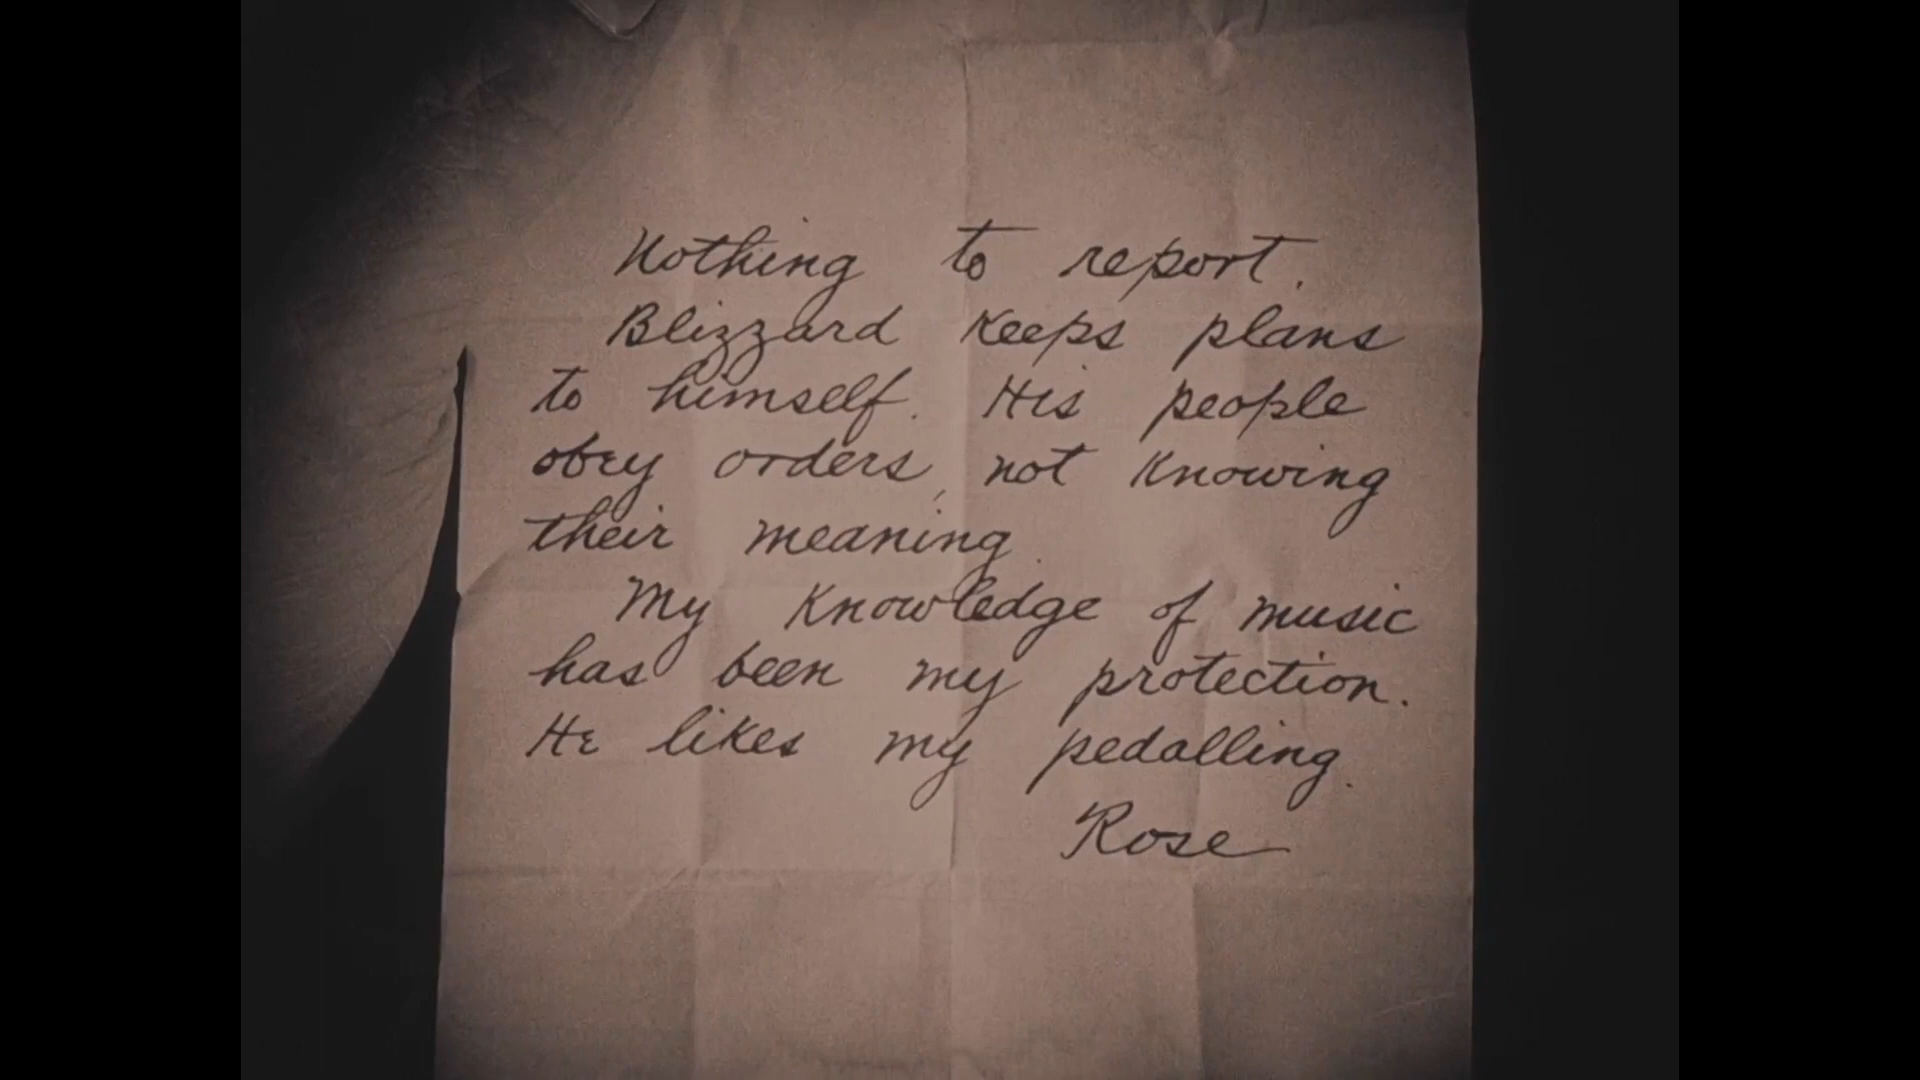 Nothing to report.
Blizzard keeps plans
to himself. His people
obey orders, not knowing
their meaning.
My knowledge of music
has been my protection.
He likes my pedalling.
Rose